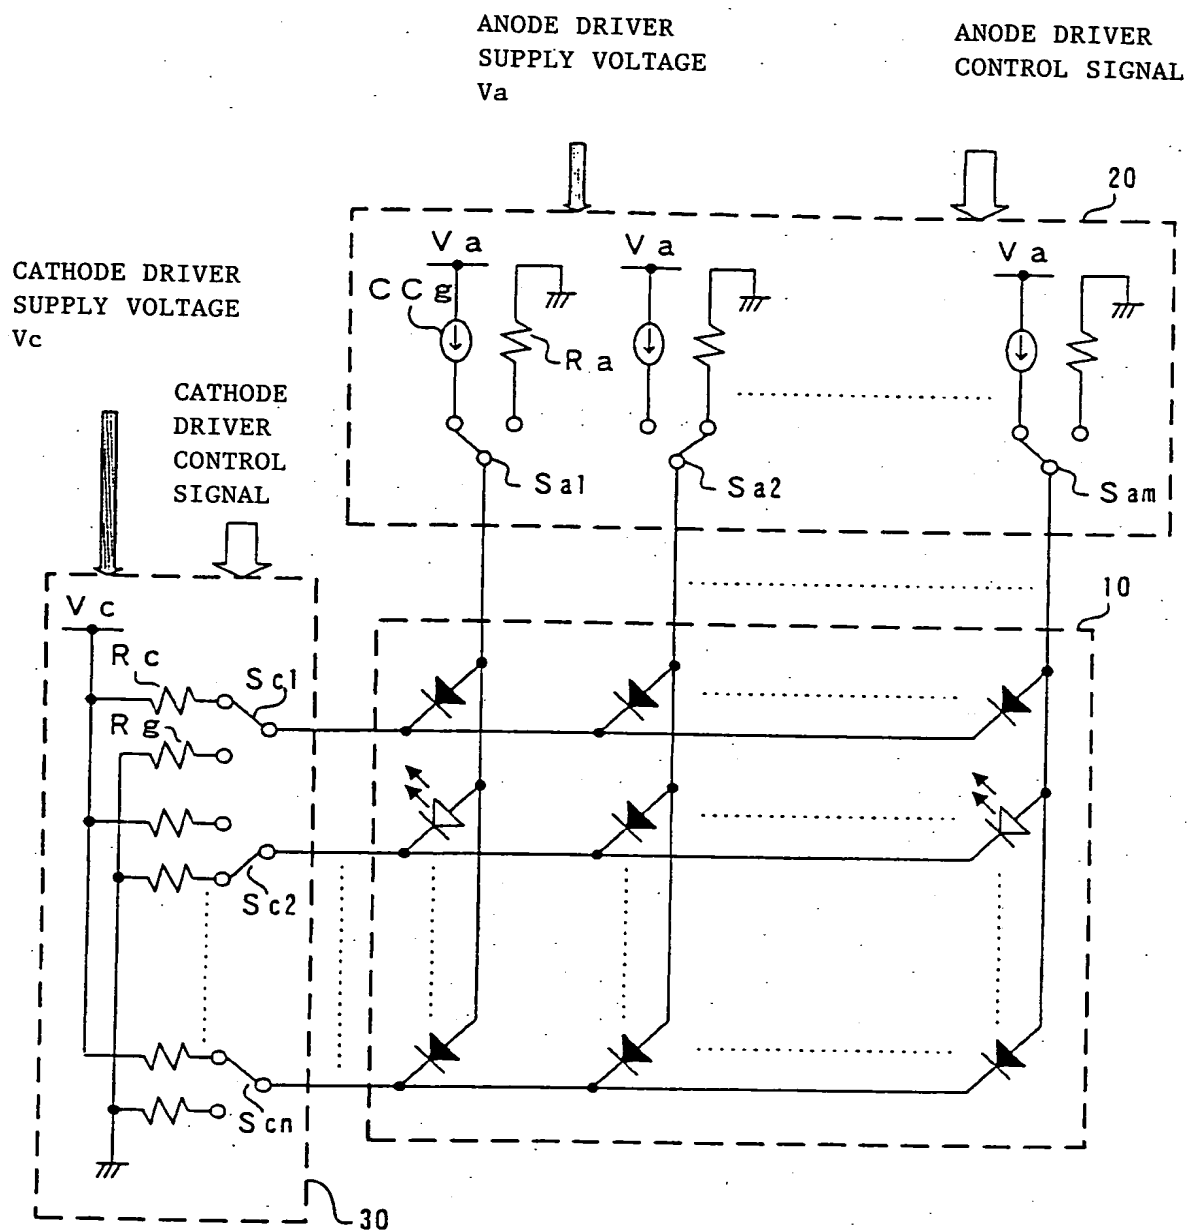 ANODE DRIVER
SUPPLY VOLTAGE
Va
ANODE DRIVER
CONTROL SIGNAL
20
Va
Va
Va
CATHODE DRIVER
SUPPLY VOLTAGE
Vc
CCg
Ra
CATHODE
DRIVER
CONTROL
SIGNAL
Sa1
Sa2
Sam
10
Vc
Rc
Sc1
Rg
Sc2
Scn
30